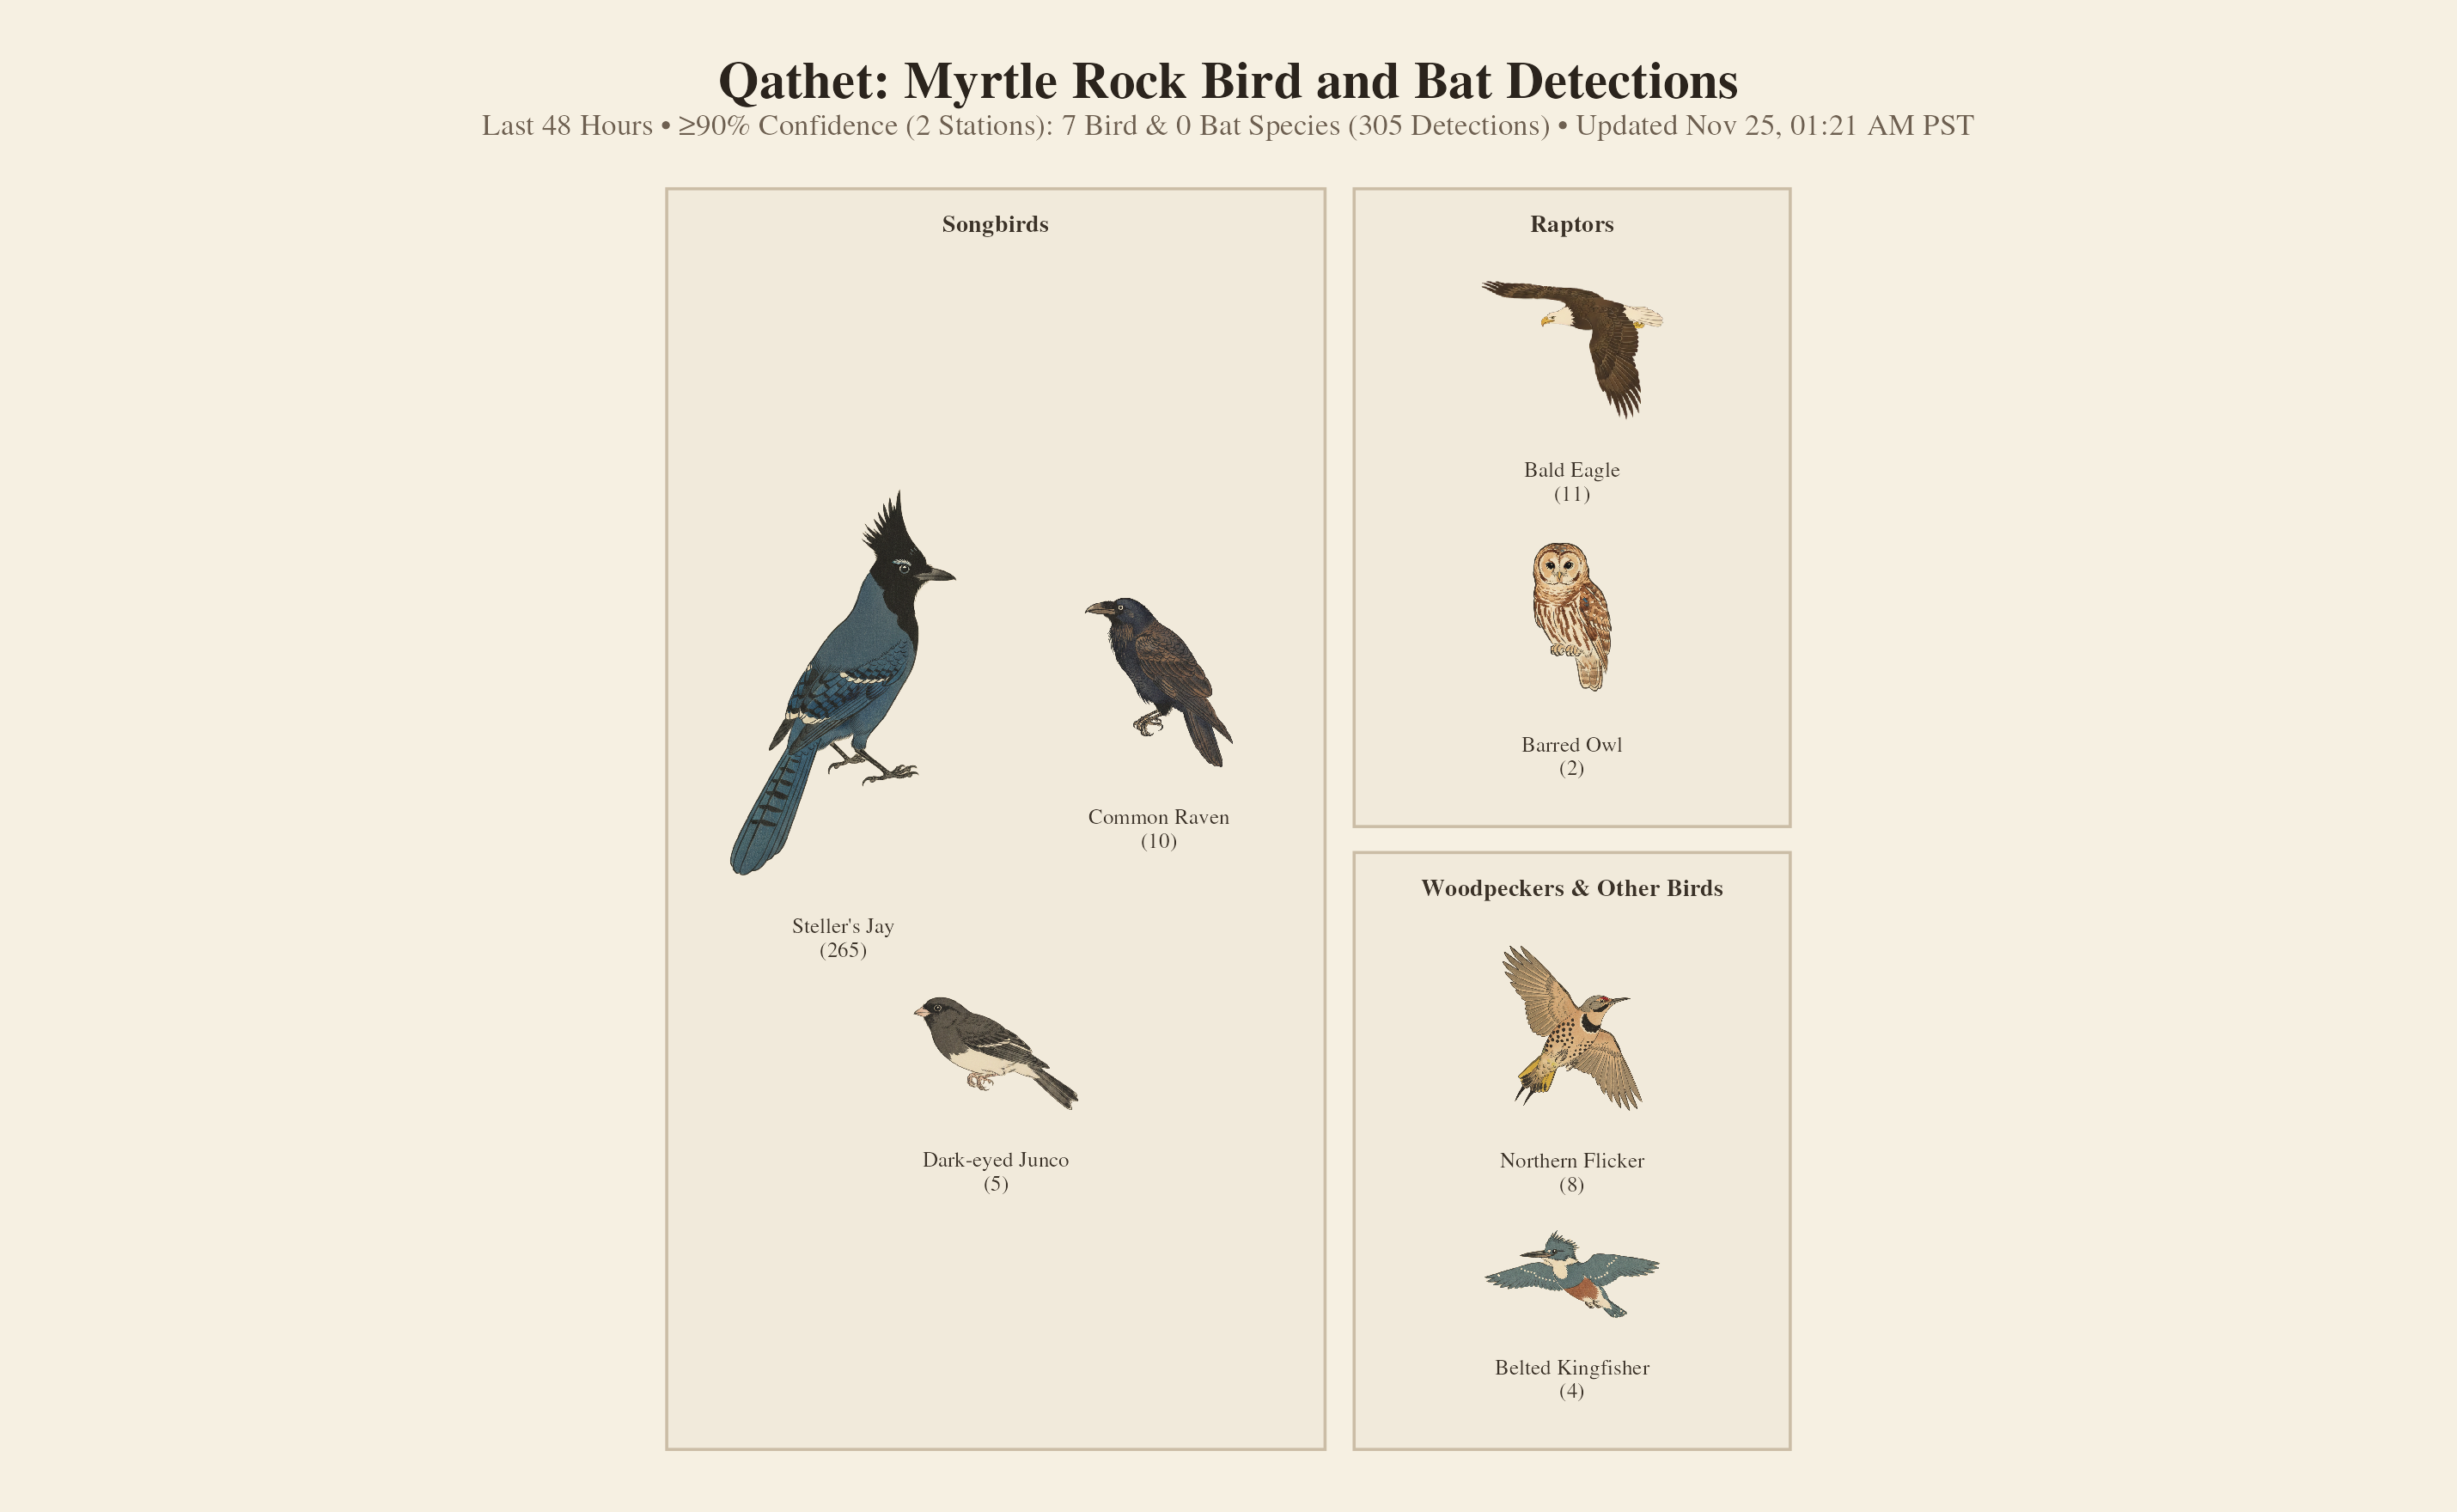 Qathet: Myrtle Rock Bird and Bat Detections
Last 48 Hours • ≥90% Confidence (2 Stations): 7 Bird & 0 Bat Species (305 Detections) • Updated Nov 25, 01:21 AM PST
Songbirds
Steller's Jay
(265)
Common Raven
(10)
Dark-eyed Junco
(5)
Raptors
Bald Eagle
(11)
Barred Owl
(2)
Woodpeckers & Other Birds
Northern Flicker
(8)
Belted Kingfisher
(4)